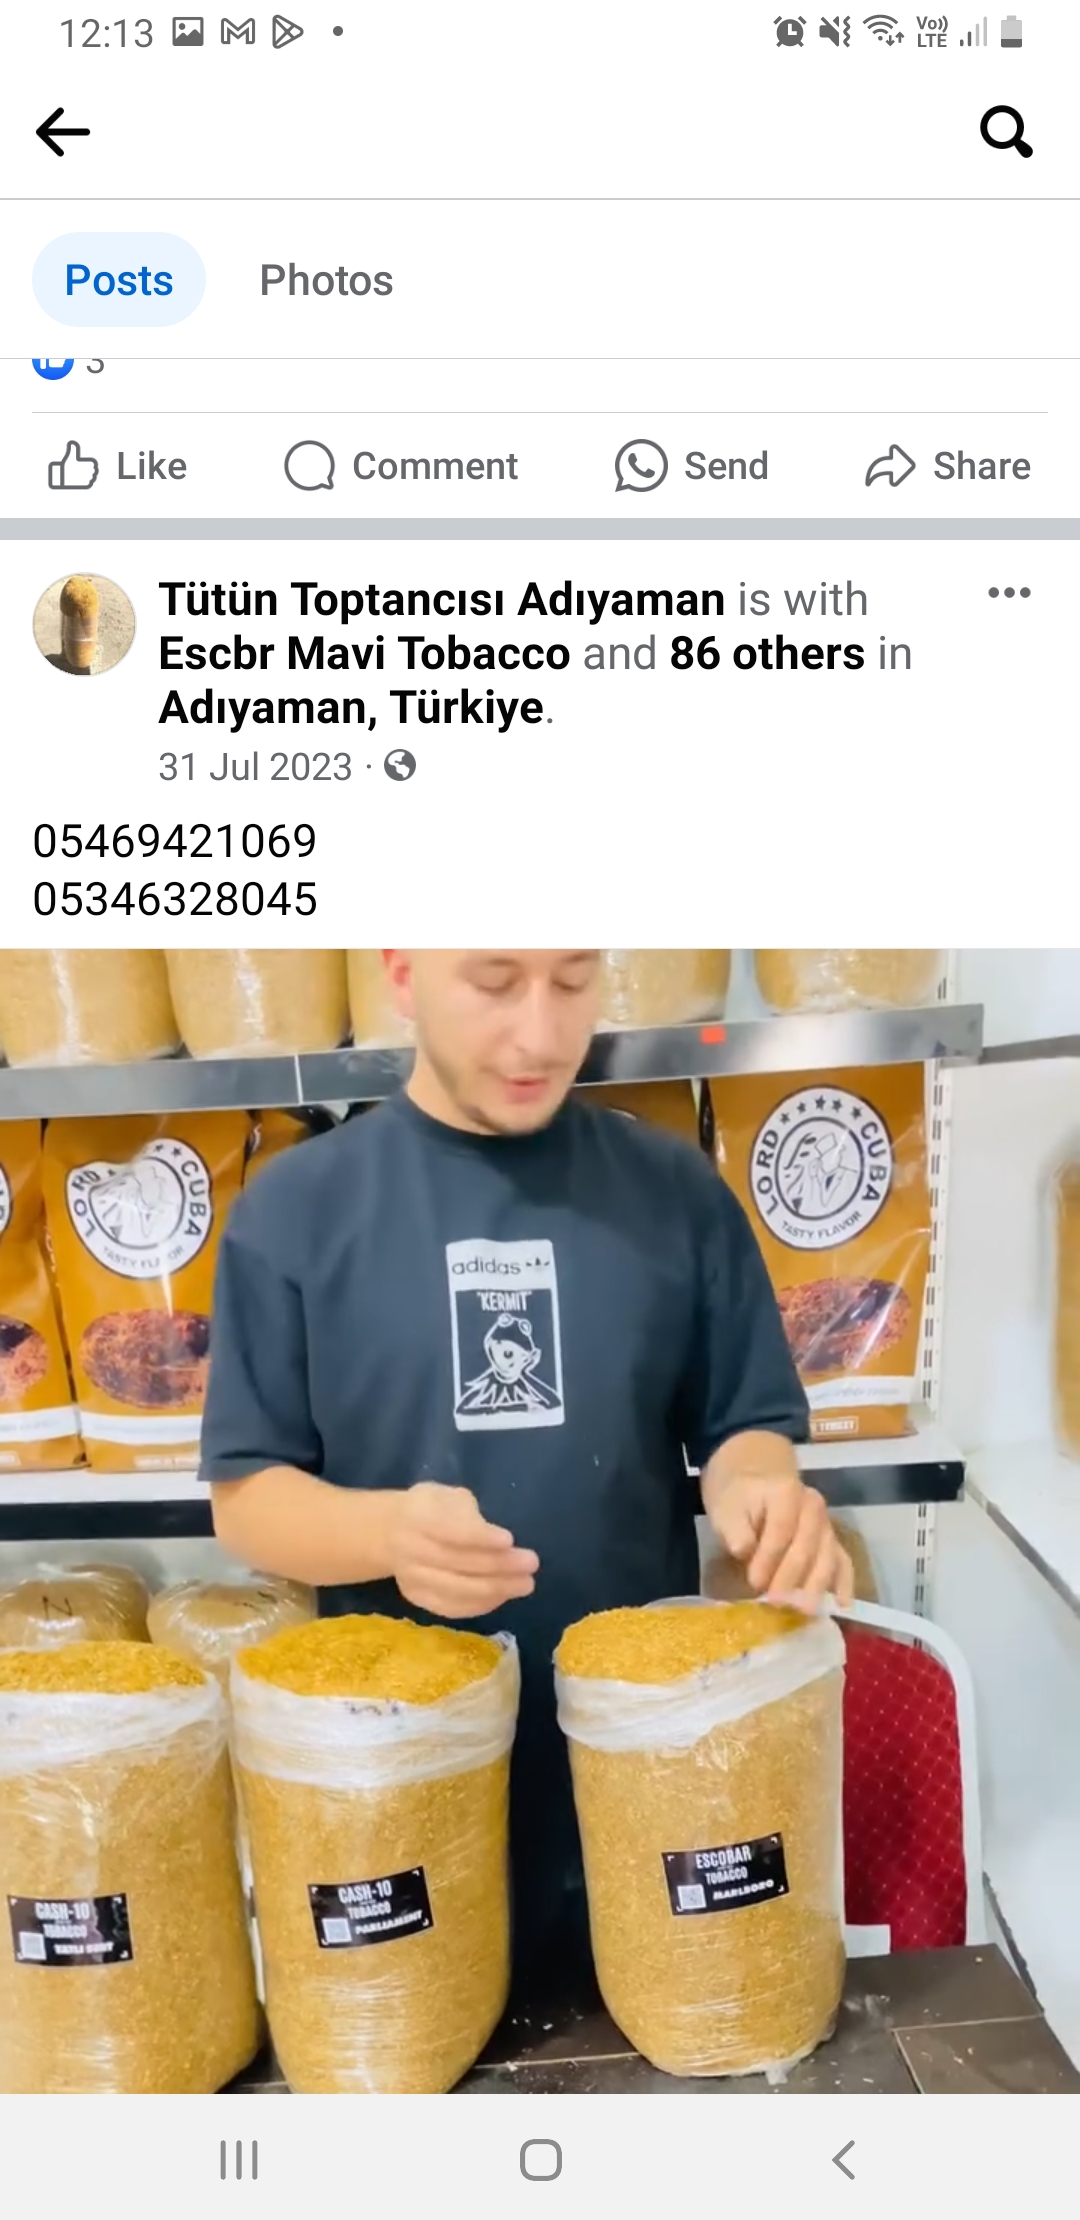 12:13
Vo)) LTE
Posts Photos
3
Like Comment Send Share
Tütün Toptancısı Adıyaman is with
Escbr Mavi Tobacco and 86 others in
Adıyaman, Türkiye.
31 Jul 2023 ·
05469421069
05346328045
LORD CUBA
TASTY FLAVOR
LORD CUBA
TASTY FLAVOR
adidas
"KERMIT"
N
CASH-10
TOBACCO
CASH-10
TOBACCO
PARLIAMENT
ESCOBAR
TOBACCO
MARLBORO